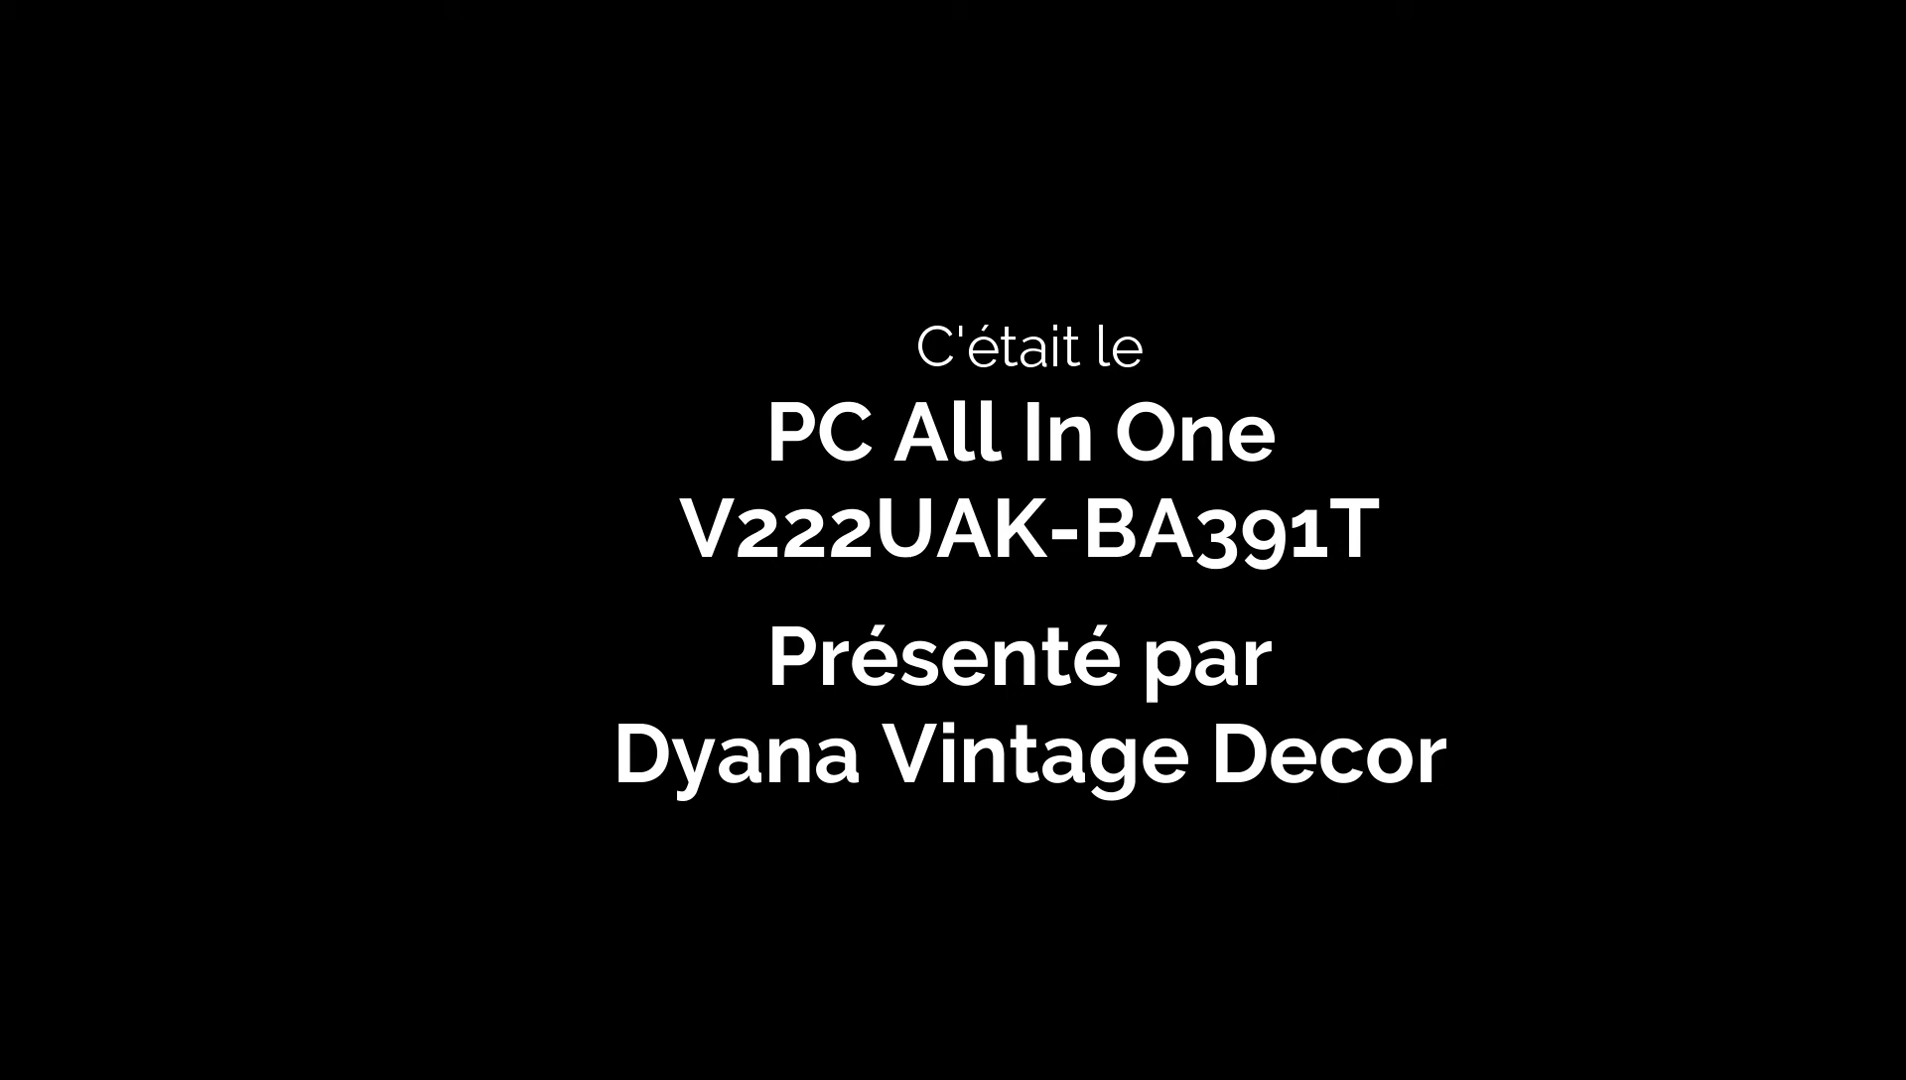 C'était le
PC All In One
V222UAK-BA391T
Présenté par
Dyana Vintage Decor